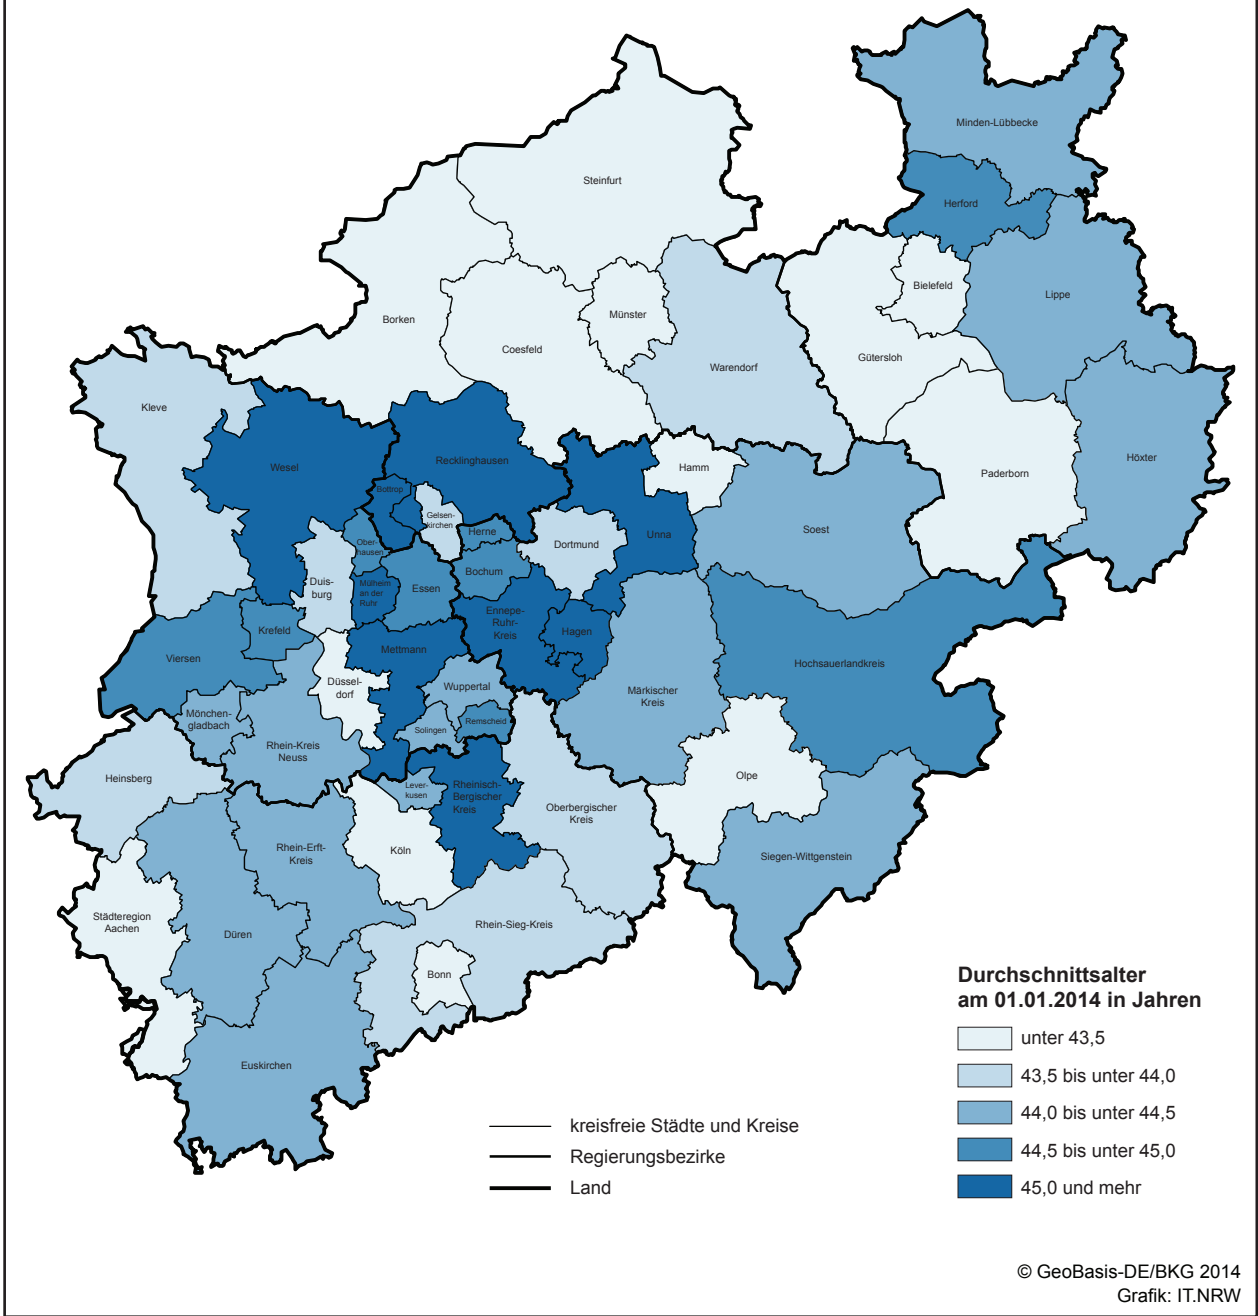 Minden-Lübbecke
Steinfurt
Herford
Bielefeld
Lippe
Münster
Borken
Coesfeld
Gütersloh
Warendorf
Kleve
Höxter
Recklinghausen
Wesel
Hamm
Paderborn
Bottrop
Gelsen-
kirchen
Soest
Herne
Unna
Ober-
hausen
Dortmund
Bochum
Duis-
burg
Mülheim
an der
Ruhr
Essen
Ennepe-
Ruhr-
Kreis
Krefeld
Hagen
Mettmann
Viersen
Hochsauerlandkreis
Düssel-
dorf
Wuppertal
Märkischer
Kreis
Mönchen-
gladbach
Remscheid
Solingen
Rhein-Kreis
Neuss
Heinsberg
Olpe
Lever-
kusen
Rheinisch-
Bergischer
Kreis
Oberbergischer
Kreis
Rhein-Erft-
Kreis
Köln
Siegen-Wittgenstein
Städteregion
Aachen
Rhein-Sieg-Kreis
Düren
Bonn
Euskirchen
Durchschnittsalter
am 01.01.2014 in Jahren
unter 43,5
43,5 bis unter 44,0
44,0 bis unter 44,5
44,5 bis unter 45,0
45,0 und mehr
kreisfreie Städte und Kreise
Regierungsbezirke
Land
© GeoBasis-DE/BKG 2014
Grafik: IT.NRW